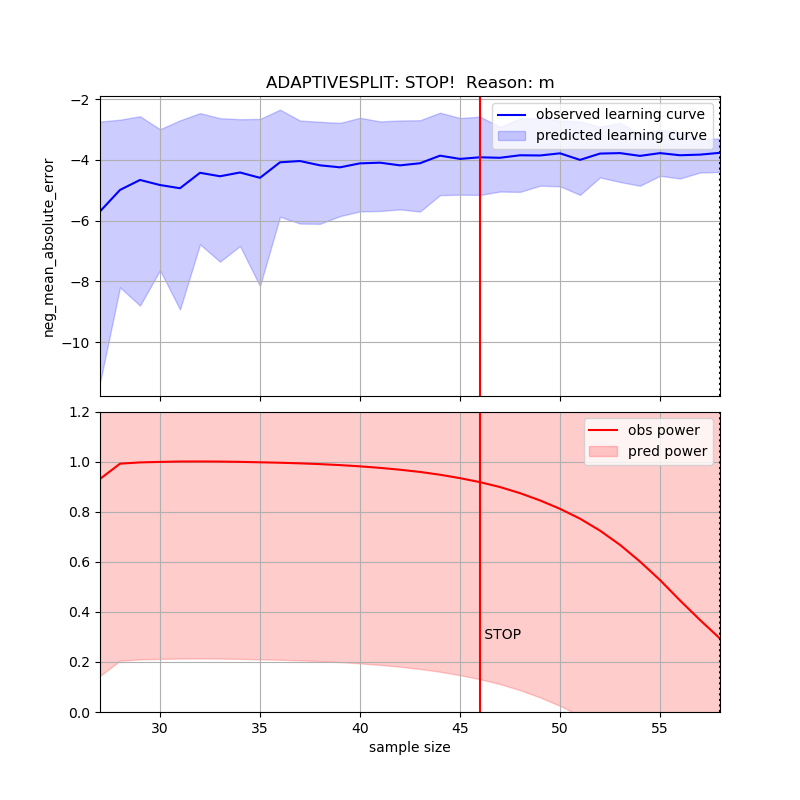 ADAPTIVESPLIT: STOP!  Reason: m
neg_mean_absolute_error
−2
−4
−6
−8
−10
observed learning curve
predicted learning curve
1.2
1.0
0.8
0.6
0.4
0.2
0.0
obs power
pred power
STOP
30 35 40 45 50 55
sample size